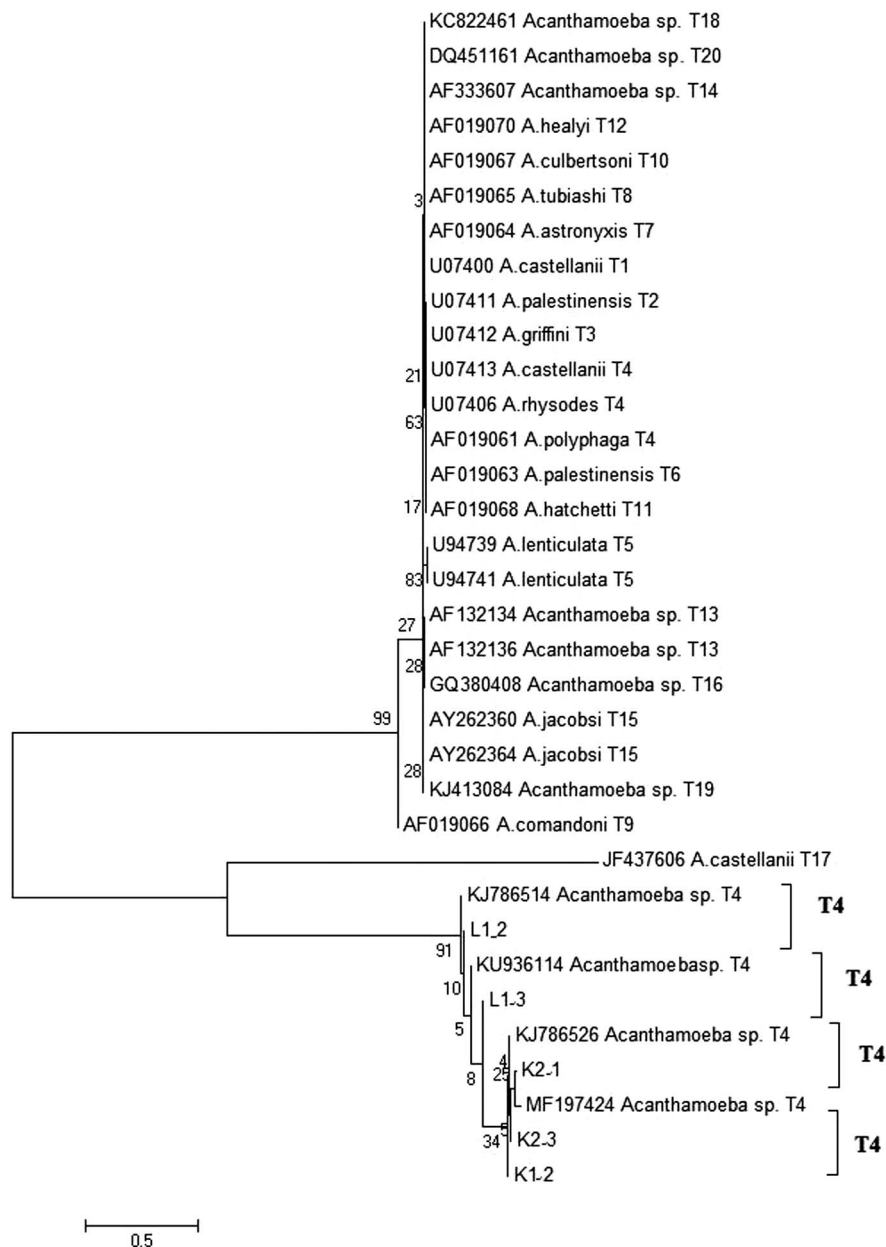 KC822461 Acanthamoeba sp. T18
DQ451161 Acanthamoeba sp. T20
AF333607 Acanthamoeba sp. T14
AF019070 A.healyi T12
AF019067 A.culbertsoni T10
AF019065 A.tubiashi T8
3
AF019064 A.astronyxis T7
U07400 A.castellanii T1
U07411 A.palestinensis T2
U07412 A.griffini T3
U07413 A.castellanii T4
21
U07406 A.rhysodes T4
63
AF019061 A.polyphaga T4
AF019063 A.palestinensis T6
17 AF019068 A.hatchetti T11
U94739 A.lenticulata T5
83 U94741 A.lenticulata T5
AF132134 Acanthamoeba sp. T13
27
AF132136 Acanthamoeba sp. T13
28
GQ380408 Acanthamoeba sp. T16
99 AY262360 A.jacobsi T15
AY262364 A.jacobsi T15
28
KJ413084 Acanthamoeba sp. T19
AF019066 A.comandoni T9
JF437606 A.castellanii T17
KJ786514 Acanthamoeba sp. T4
T4
L1_2
91
KU936114 Acanthamoebasp. T4
T4
10
L1-3
5
KJ786526 Acanthamoeba sp. T4
T4
4
25
K2-1
8
MF197424 Acanthamoeba sp. T4
5
34
K2-3
T4
K1-2
0.5